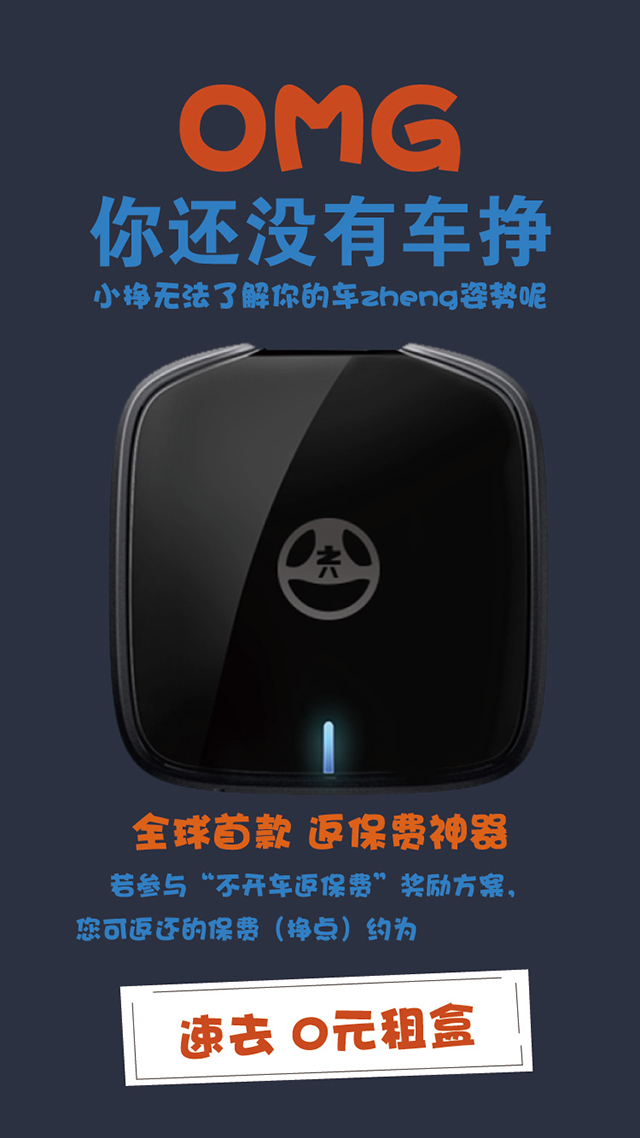 OMG
你还没有车挣
小挣无法了解你的车zheng姿势呢
全球首款 返保费神器
若参与“不开车返保费”奖励方案，
您可返还的保费（挣点）约为
速去 0元租盒